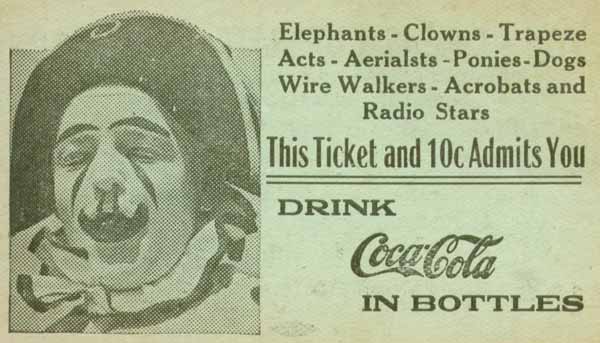 Elephants - Clowns - Trapeze
Acts - Aerialsts - Ponies - Dogs
Wire Walkers - Acrobats and
Radio Stars
This Ticket and 10c Admits You
DRINK
Coca-Cola
IN BOTTLES